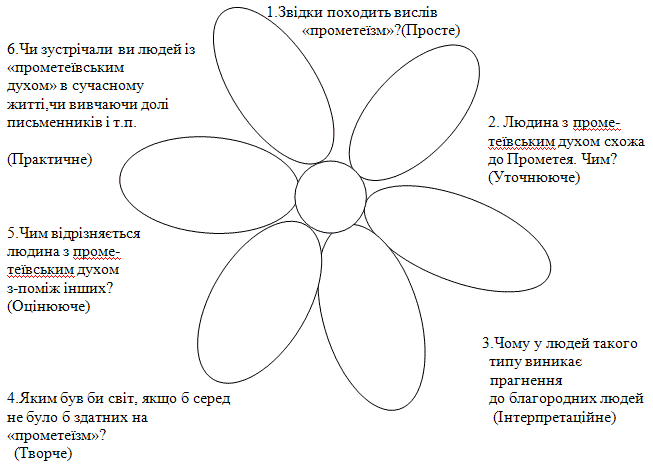 1.Звідки походить вислів
«прометеїзм»?(Просте)
2. Людина з проме-
теївським духом схожа
до Прометея. Чим?
(Уточнююче)
3.Чому у людей такого
типу виникає
прагнення
до благородних людей
(Інтерпретаційне)
4.Яким був би світ, якщо б серед
не було б здатних на
«прометеїзм»?
(Творче)
5.Чим відрізняється
людина з проме-
теївським духом
з-поміж інших?
(Оцінююче)
6.Чи зустрічали ви людей із
«прометеївським
духом» в сучасному
житті,чи вивчаючи долі
письменників і т.п.
(Практичне)